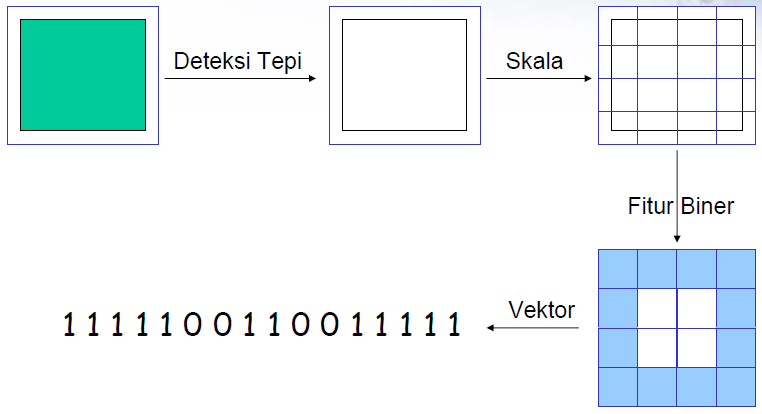 Deteksi Tepi
Skala
Fitur Biner
Vektor
1 1 1 1 1 0 0 1 1 0 0 1 1 1 1 1